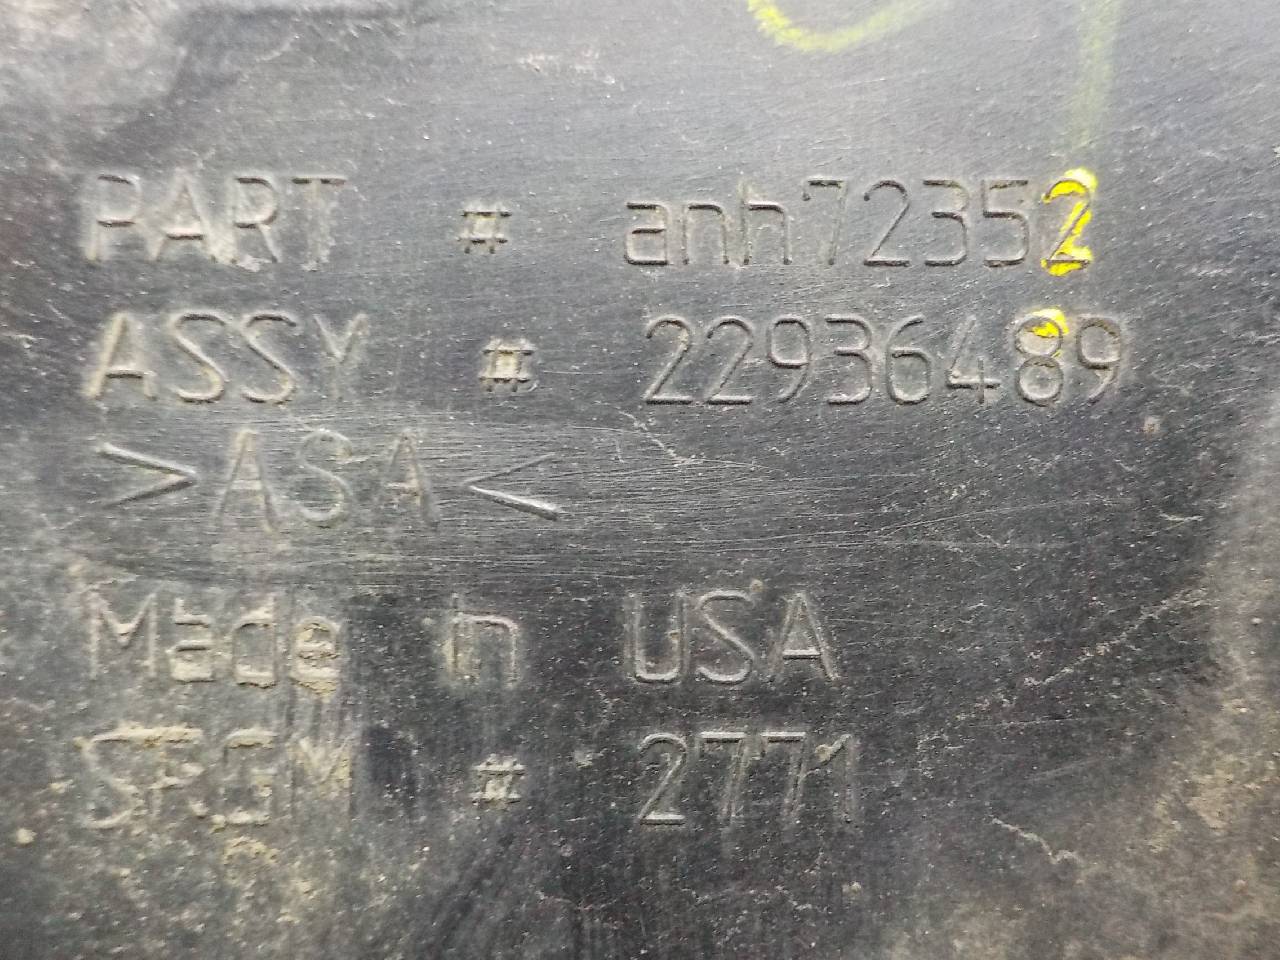 PART # anh72352
ASSY # 22936489
>ASA<
Made in USA
SFGM # 2771